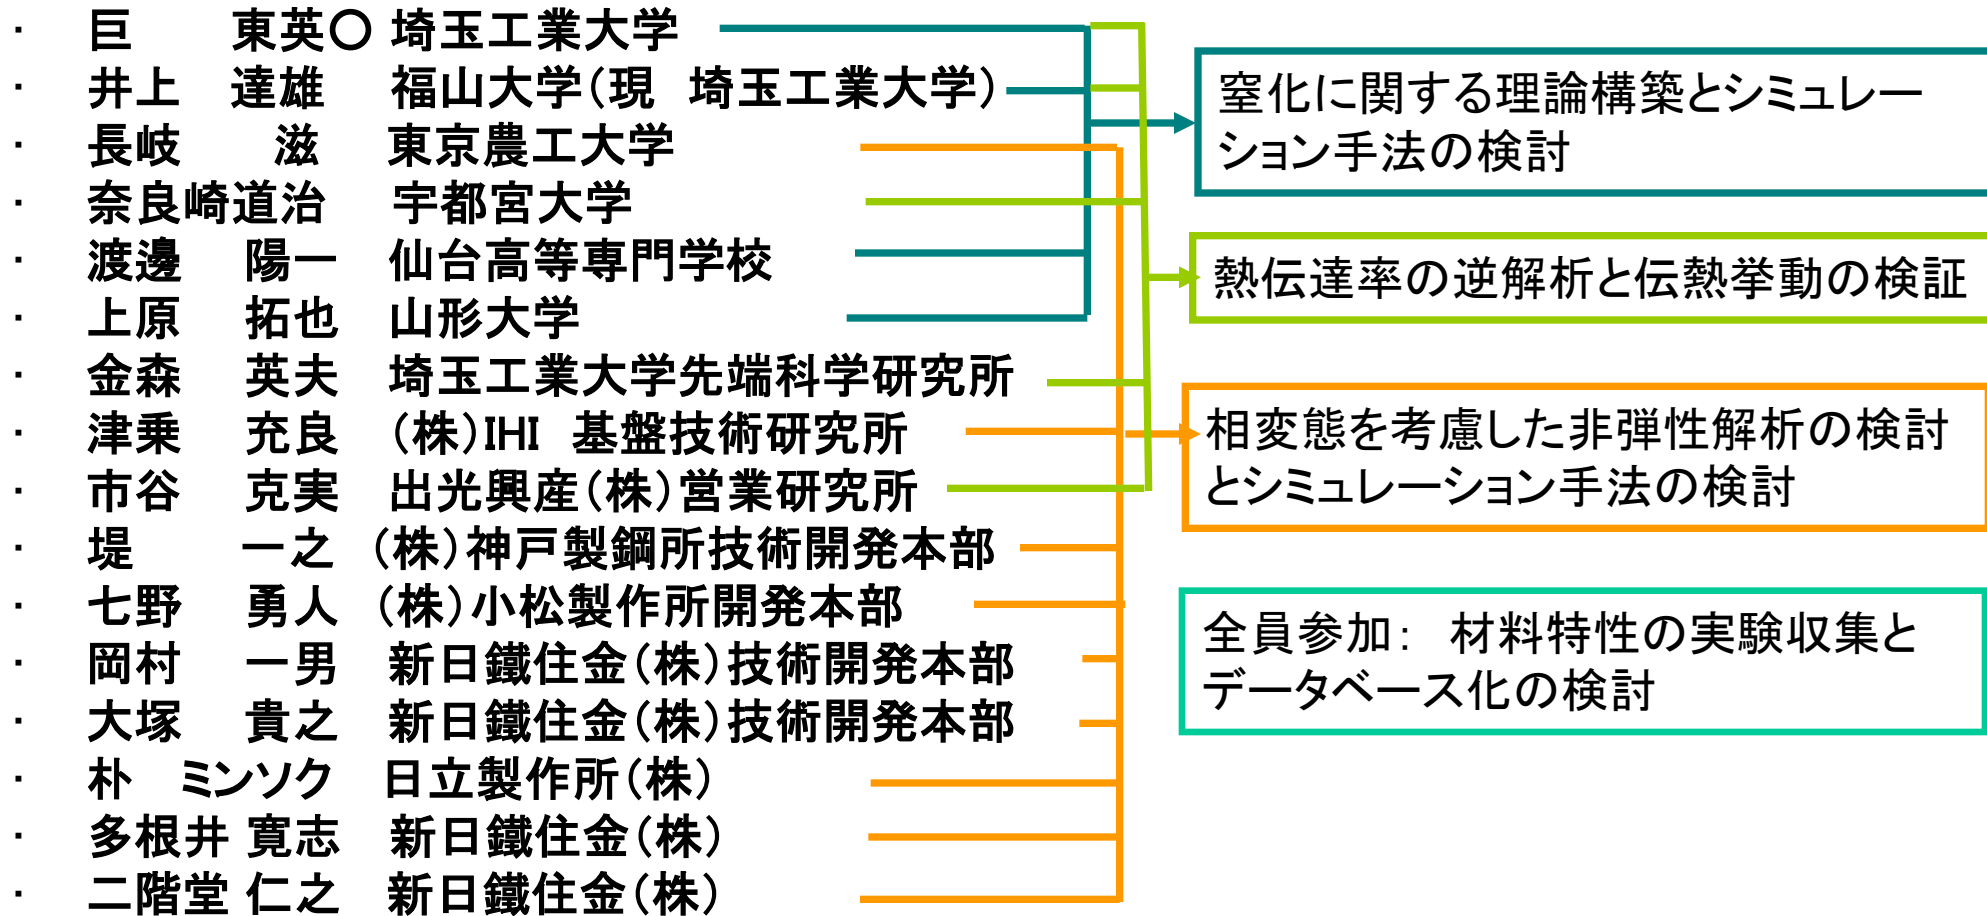 ・ 巨 東英〇 埼玉工業大学
・ 井上 達雄 福山大学(現 埼玉工業大学)
・ 長岐 滋 東京農工大学
・ 奈良崎道治 宇都宮大学
・ 渡邊 陽一 仙台高等専門学校
・ 上原 拓也 山形大学
・ 金森 英夫 埼玉工業大学先端科学研究所
・ 津乗 充良 (株)IHI 基盤技術研究所
・ 市谷 克実 出光興産(株)営業研究所
・ 堤 一之 (株)神戸製鋼所技術開発本部
・ 七野 勇人 (株)小松製作所開発本部
・ 岡村 一男 新日鐵住金(株)技術開発本部
・ 大塚 貴之 新日鐵住金(株)技術開発本部
・ 朴 ミンソク 日立製作所(株)
・ 多根井 寛志 新日鐵住金(株)
・ 二階堂 仁之 新日鐵住金(株)
窒化に関する理論構築とシミュレー
ション手法の検討
熱伝達率の逆解析と伝熱挙動の検証
相変態を考慮した非弾性解析の検討
とシミュレーション手法の検討
全員参加: 材料特性の実験収集と
データベース化の検討